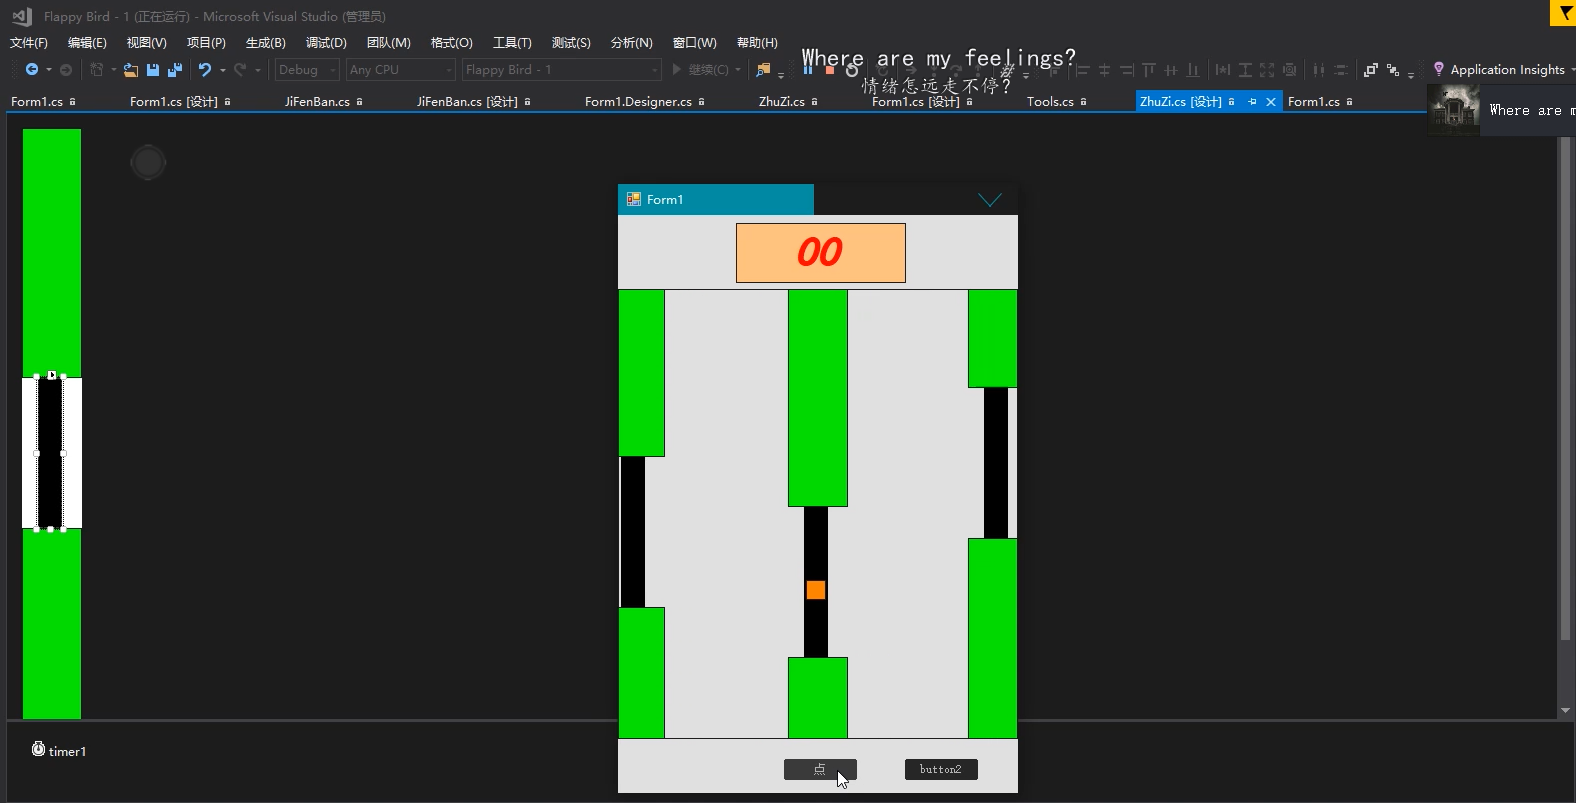 Flappy Bird - 1 (正在运行) - Microsoft Visual Studio (管理员)
文件(F) 编辑(E) 视图(V) 项目(P) 生成(B) 调试(D) 团队(M) 格式(O) 工具(T) 测试(S) 分析(N) 窗口(W) 帮助(H)
Where are my feelings?
Debug Any CPU Flappy Bird - 1 继续(C) Application Insights
情绪怎远走不停?
Form1.cs Form1.cs [设计] JiFenBan.cs JiFenBan.cs [设计] Form1.Designer.cs ZhuZi.cs Form1.cs [设计] Tools.cs ZhuZi.cs [设计] Form1.cs
Where are m
Form1
00
timer1
点 button2